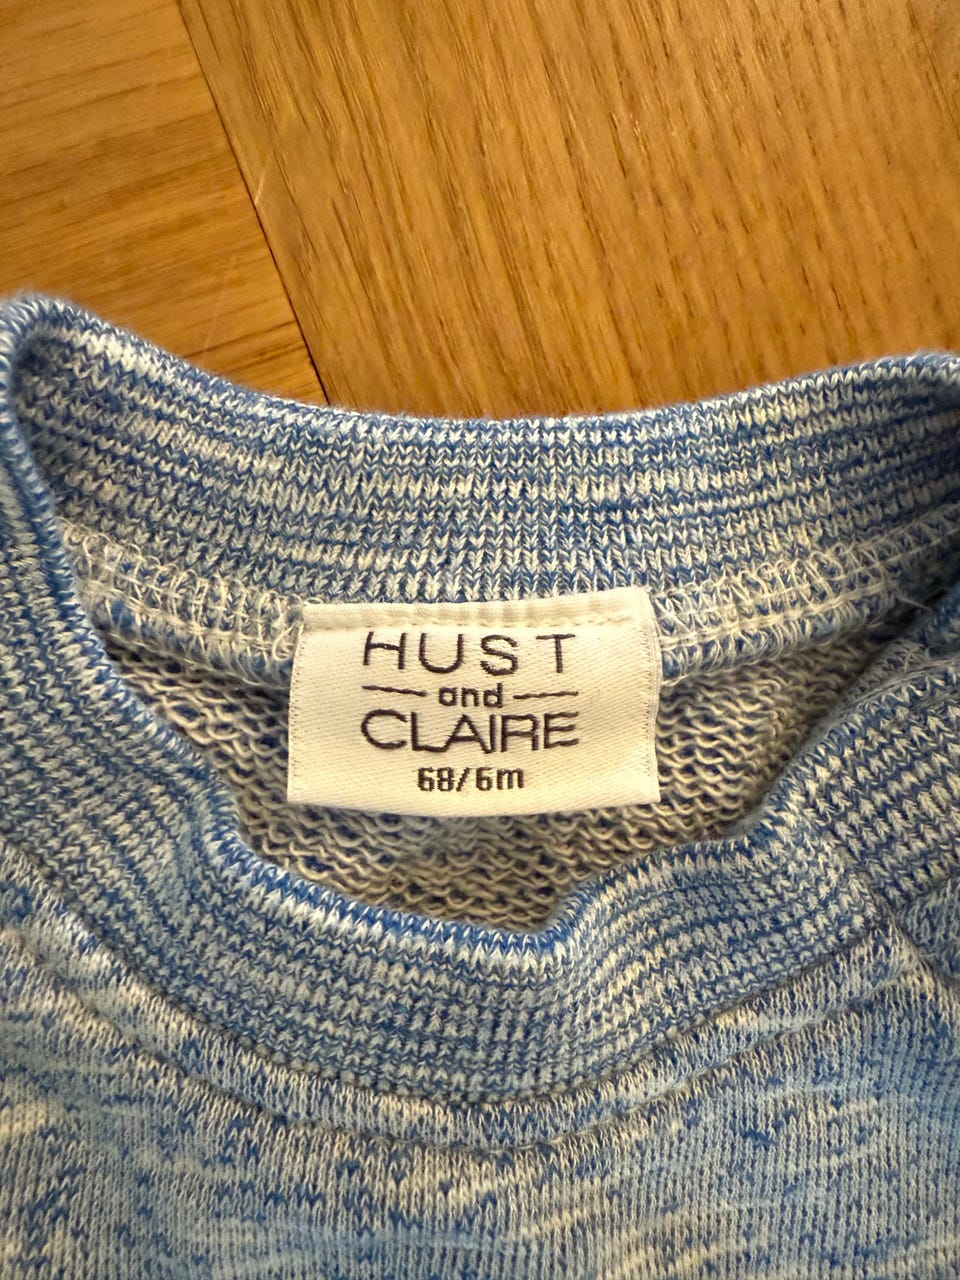 HUST
and
CLAIRE
68/6m